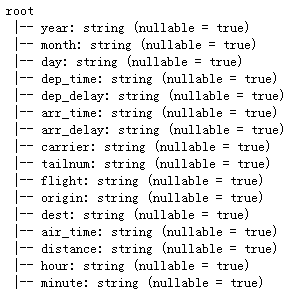 root
 |-- year: string (nullable = true)
 |-- month: string (nullable = true)
 |-- day: string (nullable = true)
 |-- dep_time: string (nullable = true)
 |-- dep_delay: string (nullable = true)
 |-- arr_time: string (nullable = true)
 |-- arr_delay: string (nullable = true)
 |-- carrier: string (nullable = true)
 |-- tailnum: string (nullable = true)
 |-- flight: string (nullable = true)
 |-- origin: string (nullable = true)
 |-- dest: string (nullable = true)
 |-- air_time: string (nullable = true)
 |-- distance: string (nullable = true)
 |-- hour: string (nullable = true)
 |-- minute: string (nullable = true)